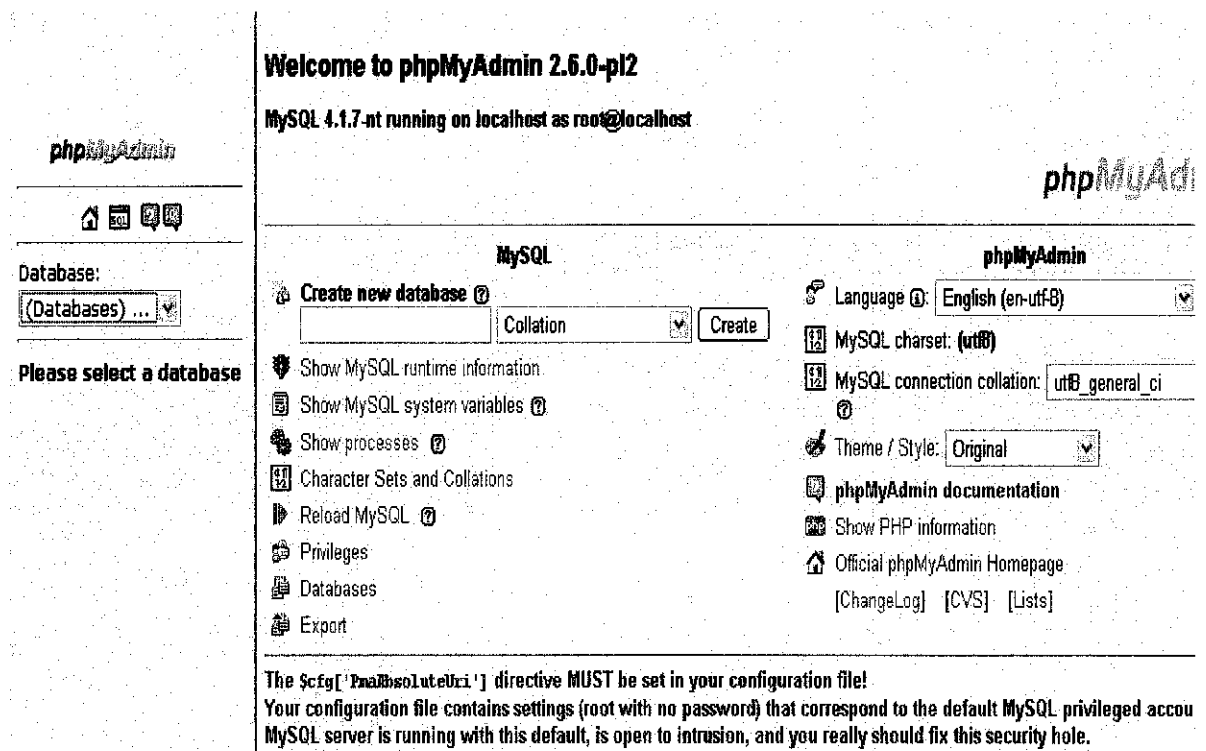 phpMyAdmin
Database:
(Databases) ...
Please select a database
Welcome to phpMyAdmin 2.6.0-pl2
MySQL 4.1.7-nt running on localhost as root@localhost
phpMyAd
MySQL
Create new database
Collation
Create
Show MySQL runtime information
Show MySQL system variables
Show processes
Character Sets and Collations
Reload MySQL
Privileges
Databases
Export
phpMyAdmin
Language: English (en-utf-8)
MySQL charset: (utf8)
MySQL connection collation: utf8_general_ci
Theme / Style: Original
phpMyAdmin documentation
Show PHP information
Official phpMyAdmin Homepage
[ChangeLog] [CVS] [Lists]
The $cfg['PmaAbsoluteUri'] directive MUST be set in your configuration file!
Your configuration file contains settings (root with no password) that correspond to the default MySQL privileged accou
MySQL server is running with this default, is open to intrusion, and you really should fix this security hole.